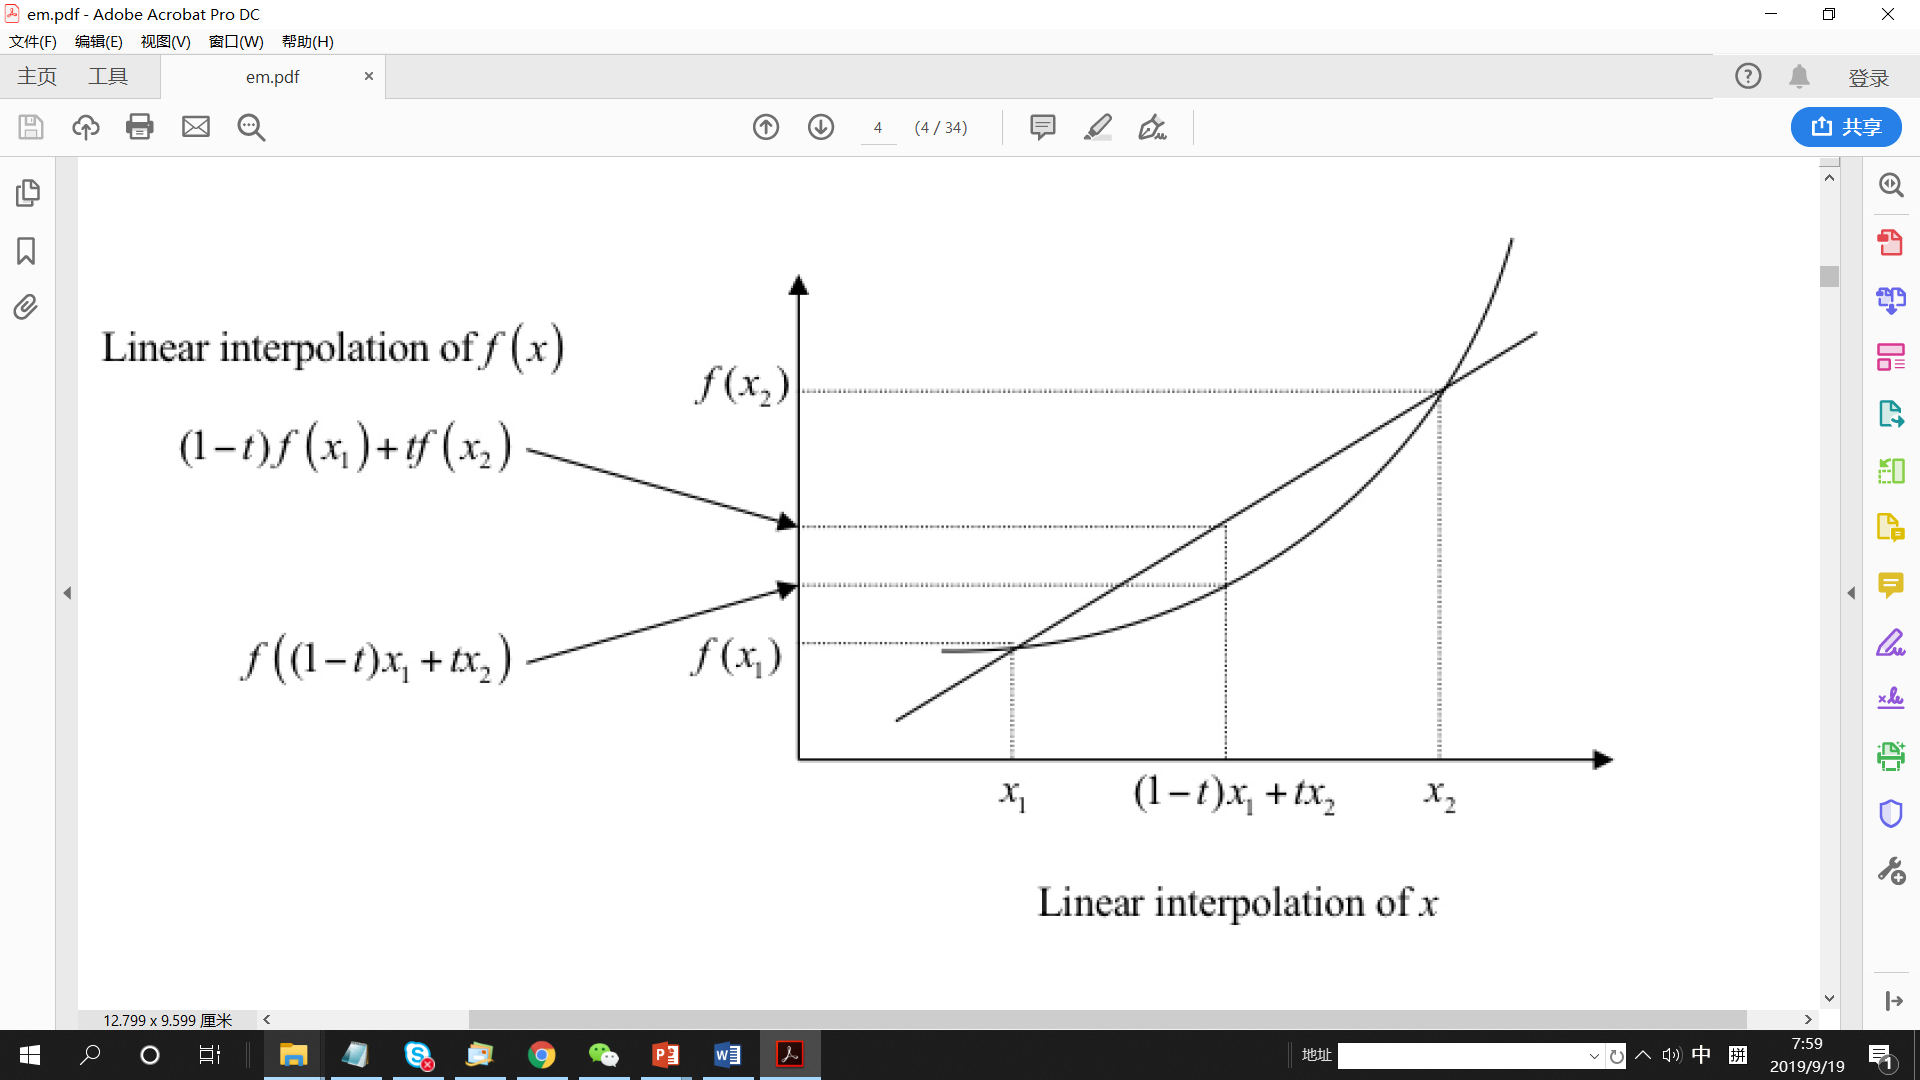 em.pdf - Adobe Acrobat Pro DC
文件(F) 编辑(E) 视图(V) 窗口(W) 帮助(H)
主页 工具 em.pdf × 登录
4 (4 / 34) 共享
Linear interpolation of f(x)
f(x₂)
(1−t)f(x₁)+tf(x₂)
f((1−t)x₁+tx₂)
f(x₁)
x₁ (1−t)x₁+tx₂ x₂
Linear interpolation of x
12.799 x 9.599 厘米
地址 中 拼
7:59
2019/9/19
1